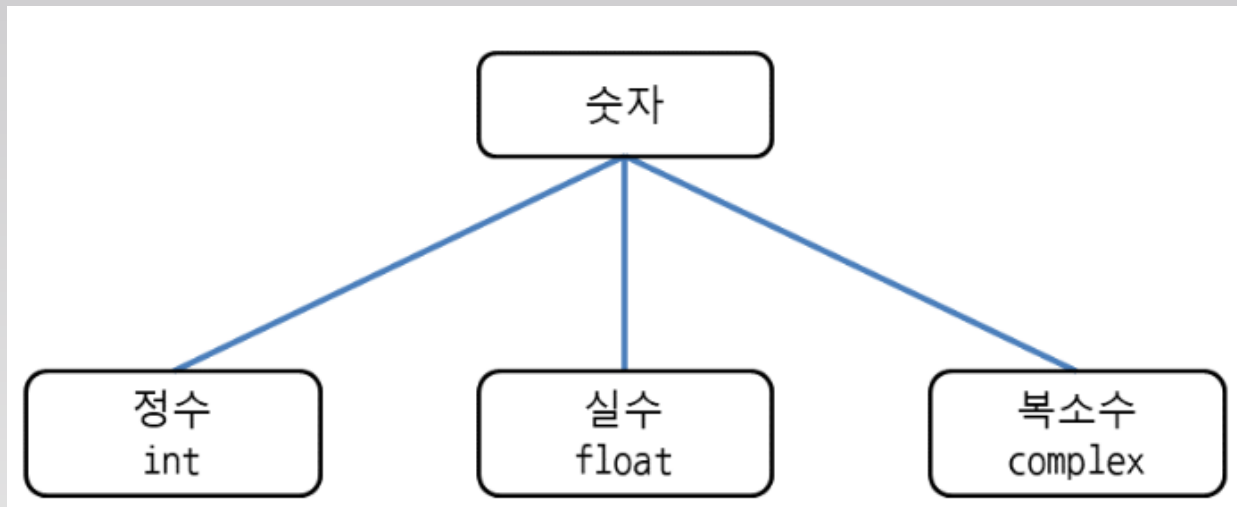 숫자
정수
int
실수
float
복소수
complex